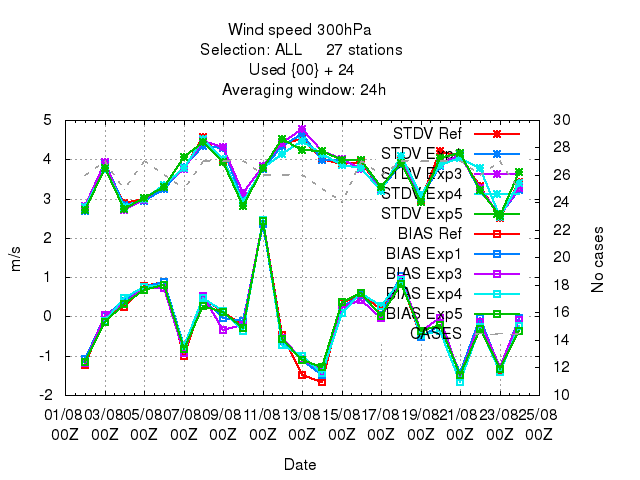 Wind speed 300hPa
Selection: ALL 27 stations
Used {00} + 24
Averaging window: 24h
5
4
3
2
1
0
-1
-2
m/s
30
28
26
24
22
20
18
16
14
12
10
No cases
STDV Ref
STDV Exp1
STDV Exp3
STDV Exp4
STDV Exp5
BIAS Ref
BIAS Exp1
BIAS Exp3
BIAS Exp4
BIAS Exp5
CASES
01/08 03/08 05/08 07/08 09/08 11/08 13/08 15/08 17/08 19/08 21/08 23/08 25/08
00Z 00Z 00Z 00Z 00Z 00Z 00Z 00Z 00Z 00Z 00Z 00Z 00Z
Date